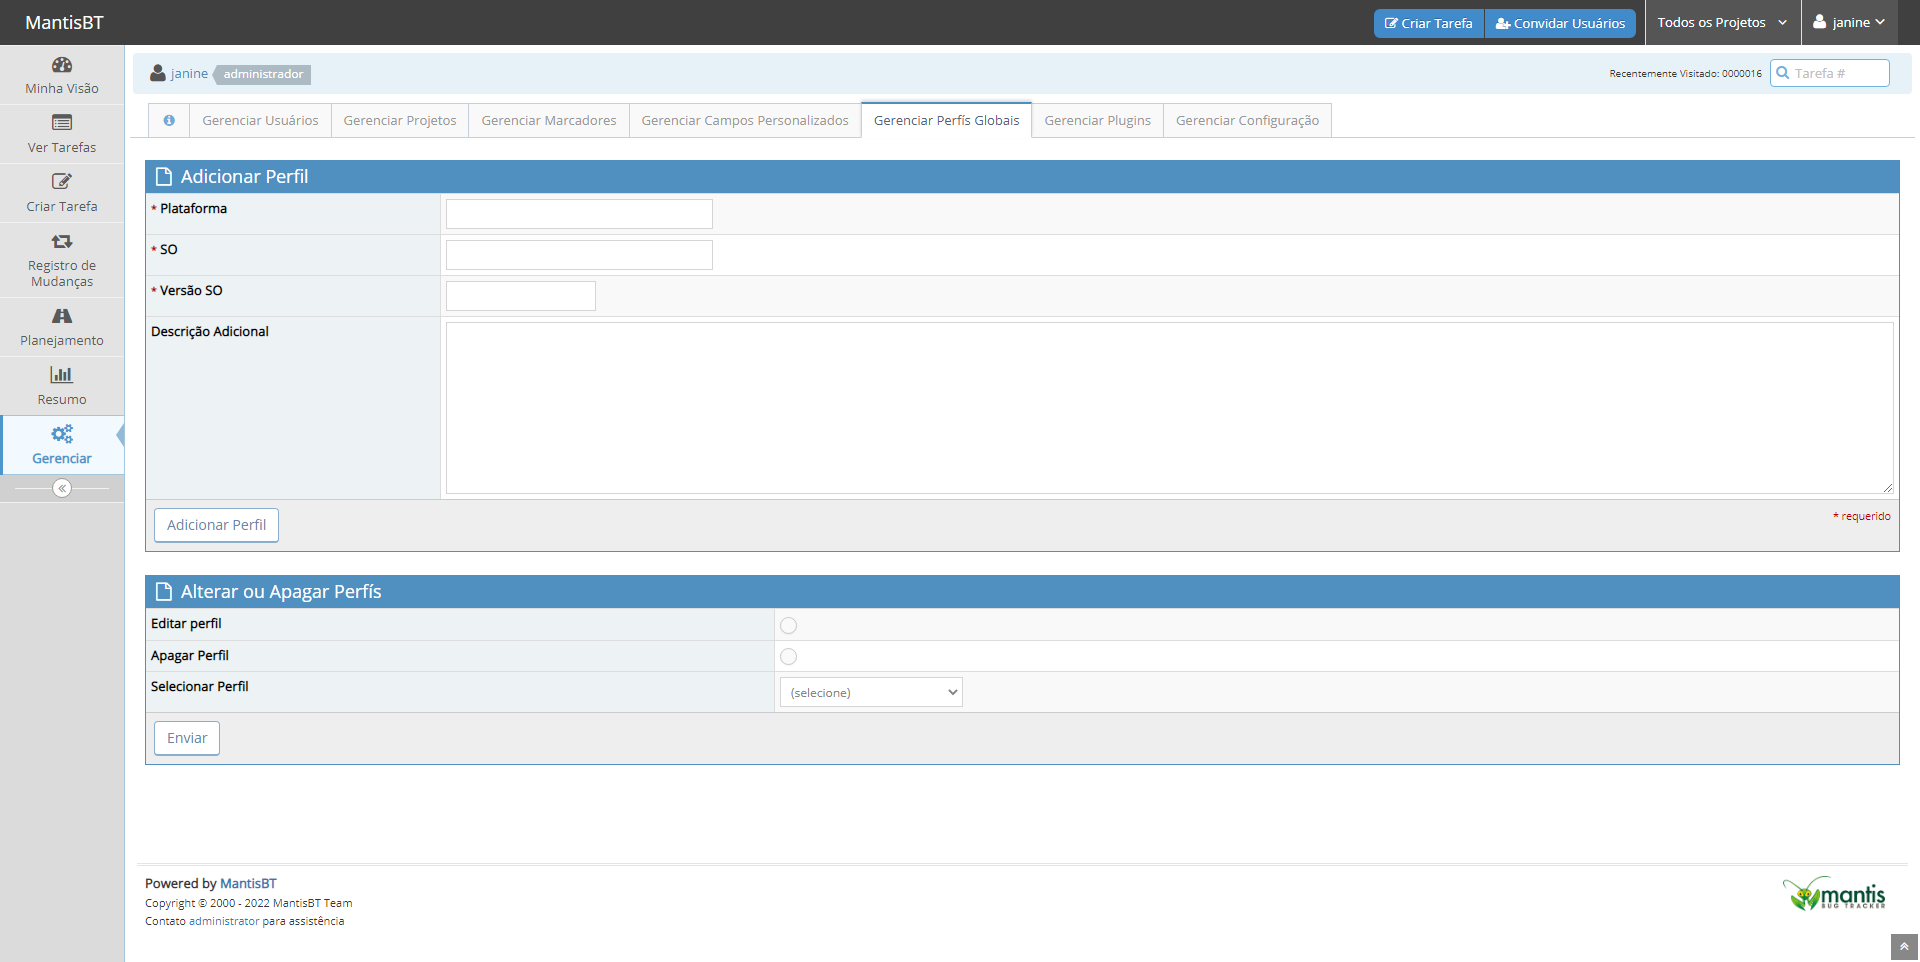 MantisBT
Criar Tarefa
Convidar Usuários
Todos os Projetos
janine
Minha Visão
Ver Tarefas
Criar Tarefa
Registro de
Mudanças
Planejamento
Resumo
Gerenciar
janine
administrador
Recentemente Visitado: 0000016
Tarefa #
Gerenciar Usuários
Gerenciar Projetos
Gerenciar Marcadores
Gerenciar Campos Personalizados
Gerenciar Perfís Globais
Gerenciar Plugins
Gerenciar Configuração
Adicionar Perfil
* Plataforma
* SO
* Versão SO
Descrição Adicional
Adicionar Perfil
* requerido
Alterar ou Apagar Perfís
Editar perfil
Apagar Perfil
Selecionar Perfil
(selecione)
Enviar
Powered by MantisBT
Copyright © 2000 - 2022 MantisBT Team
Contato administrator para assistência
mantis
BUG TRACKER